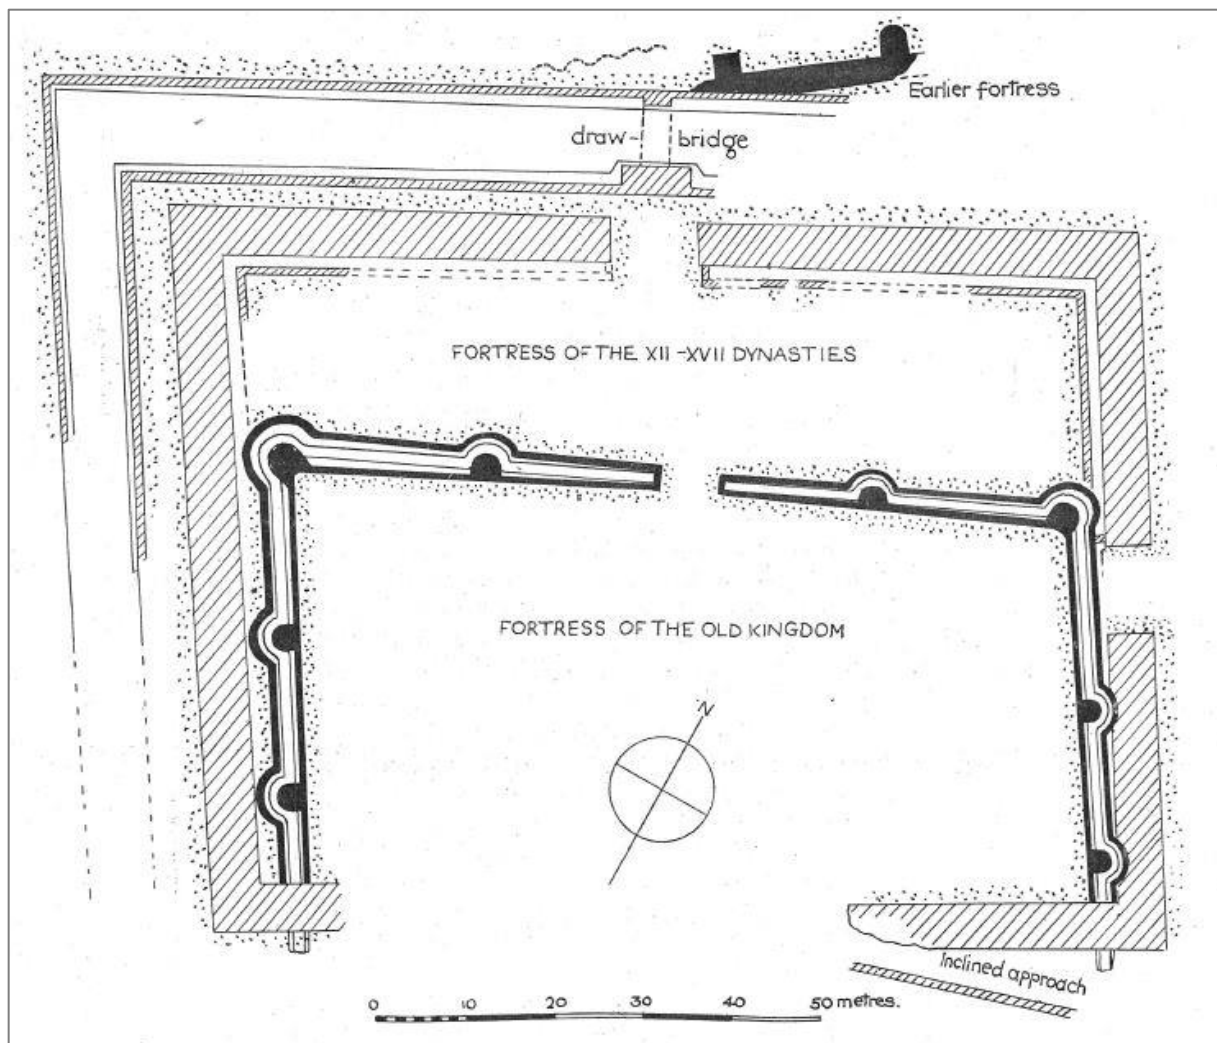 Earlier fortress
draw- bridge
FORTRESS OF THE XII-XVII DYNASTIES
FORTRESS OF THE OLD KINGDOM
N
Inclined approach
0 10 20 30 40 50 metres.